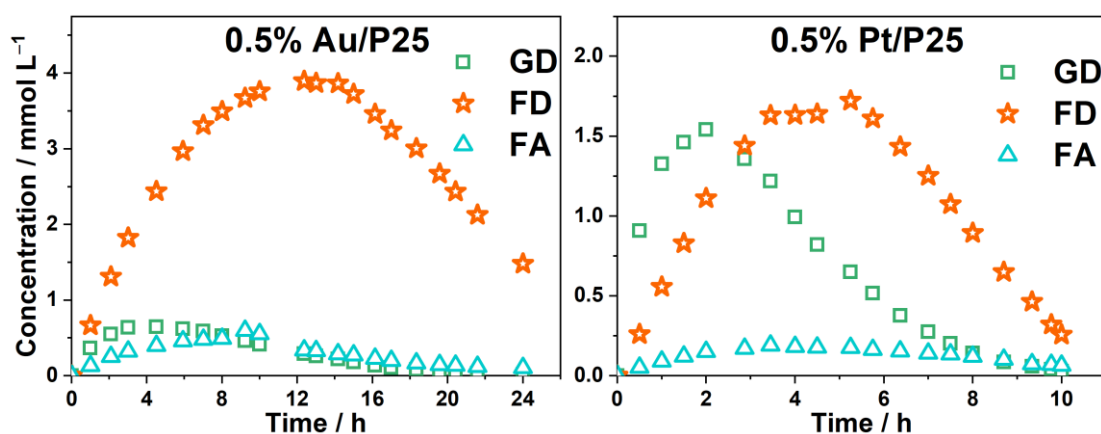 0.5% Au/P25
GD
FD
FA
Concentration / mmol L⁻¹
4
3
2
1
0
0 4 8 12 16 20 24
Time / h
0.5% Pt/P25
GD
FD
FA
2.0
1.5
1.0
0.5
0.0
0 2 4 6 8 10
Time / h